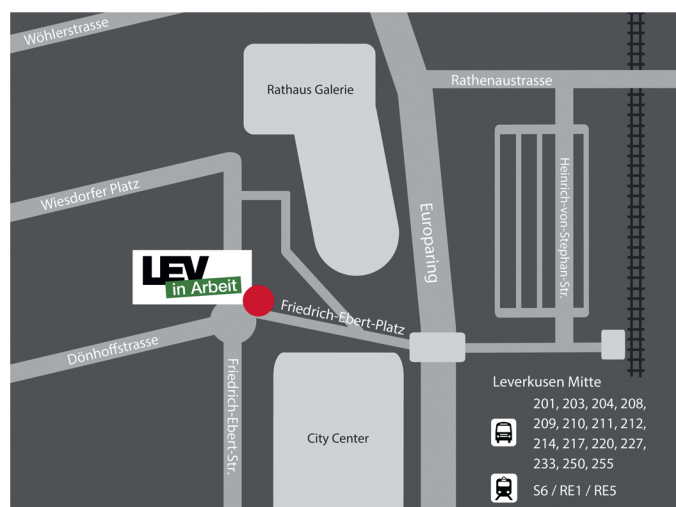 Wöhlerstrasse
Rathaus Galerie
Rathenaustrasse
Wiesdorfer Platz
Europaring
Heinrich-von-Stephan-Str.
LEV
in Arbeit
Friedrich-Ebert-Platz
Dönhoffstrasse
Friedrich-Ebert-Str.
City Center
Leverkusen Mitte
201, 203, 204, 208,
209, 210, 211, 212,
214, 217, 220, 227,
233, 250, 255
S6 / RE1 / RE5